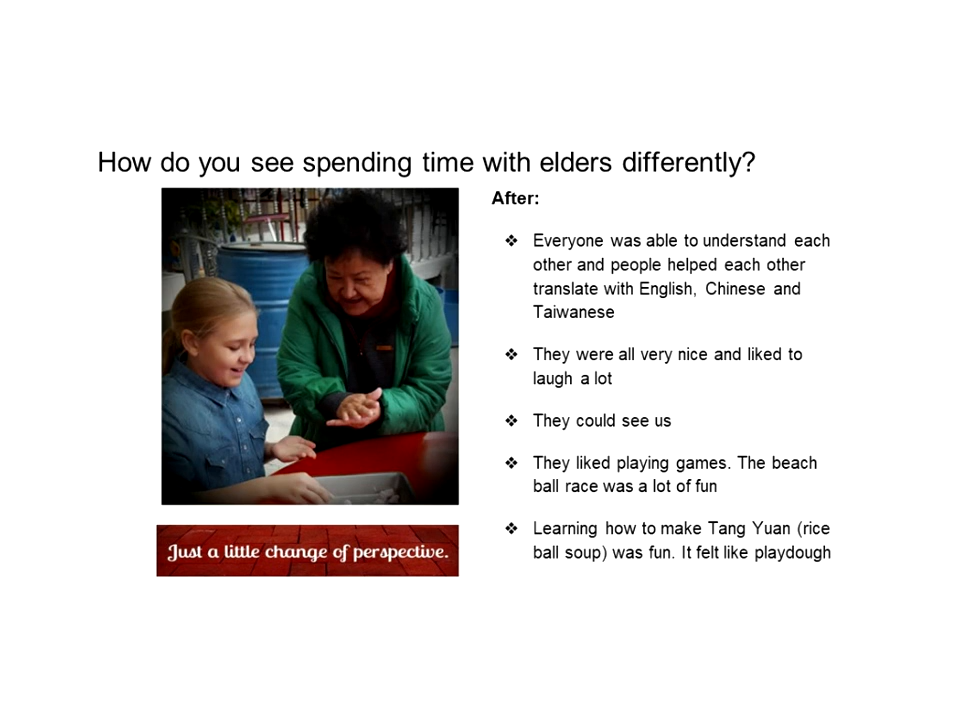 How do you see spending time with elders differently?
After:
❖ Everyone was able to understand each
other and people helped each other
translate with English, Chinese and
Taiwanese
❖ They were all very nice and liked to
laugh a lot
❖ They could see us
❖ They liked playing games. The beach
ball race was a lot of fun
❖ Learning how to make Tang Yuan (rice
ball soup) was fun. It felt like playdough
Just a little change of perspective.